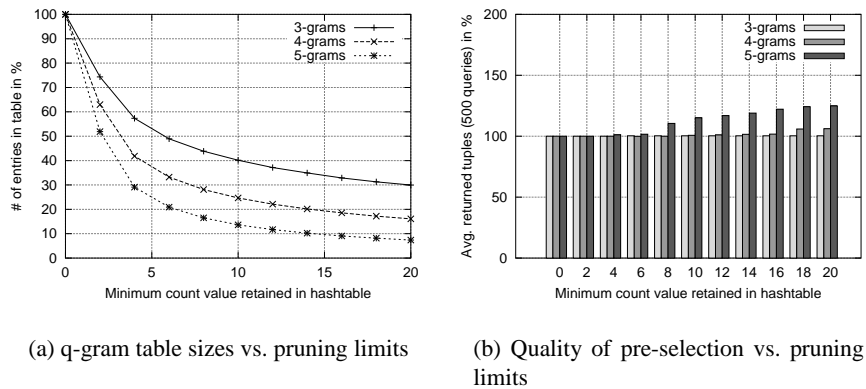 # of entries in table in %
100
90
80
70
60
50
40
30
20
10
0
0 5 10 15 20
Minimum count value retained in hashtable
3-grams
4-grams
5-grams
(a) q-gram table sizes vs. pruning limits
Avg. returned tuples (500 queries) in %
200
150
100
50
0
0 2 4 6 8 10 12 14 16 18 20
Minimum count value retained in hashtable
3-grams
4-grams
5-grams
(b) Quality of pre-selection vs. pruning
limits